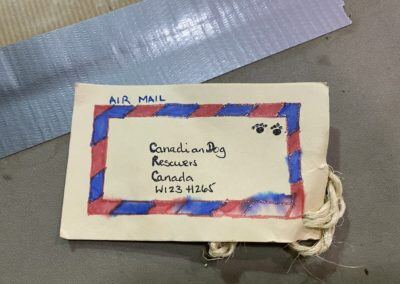 AIR MAIL
Canadian Dog
Rescuers
Canada
W123 H265